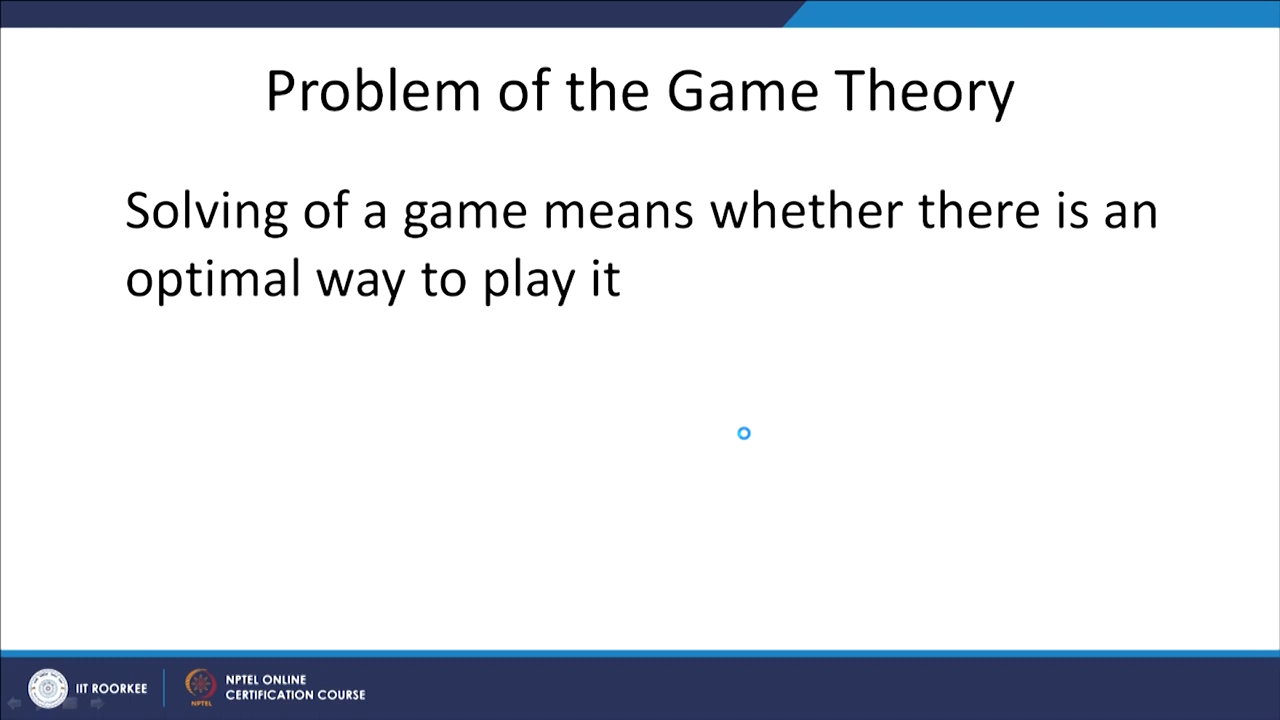 Problem of the Game Theory
Solving of a game means whether there is an
optimal way to play it
IIT ROORKEE
NPTEL
NPTEL ONLINE
CERTIFICATION COURSE